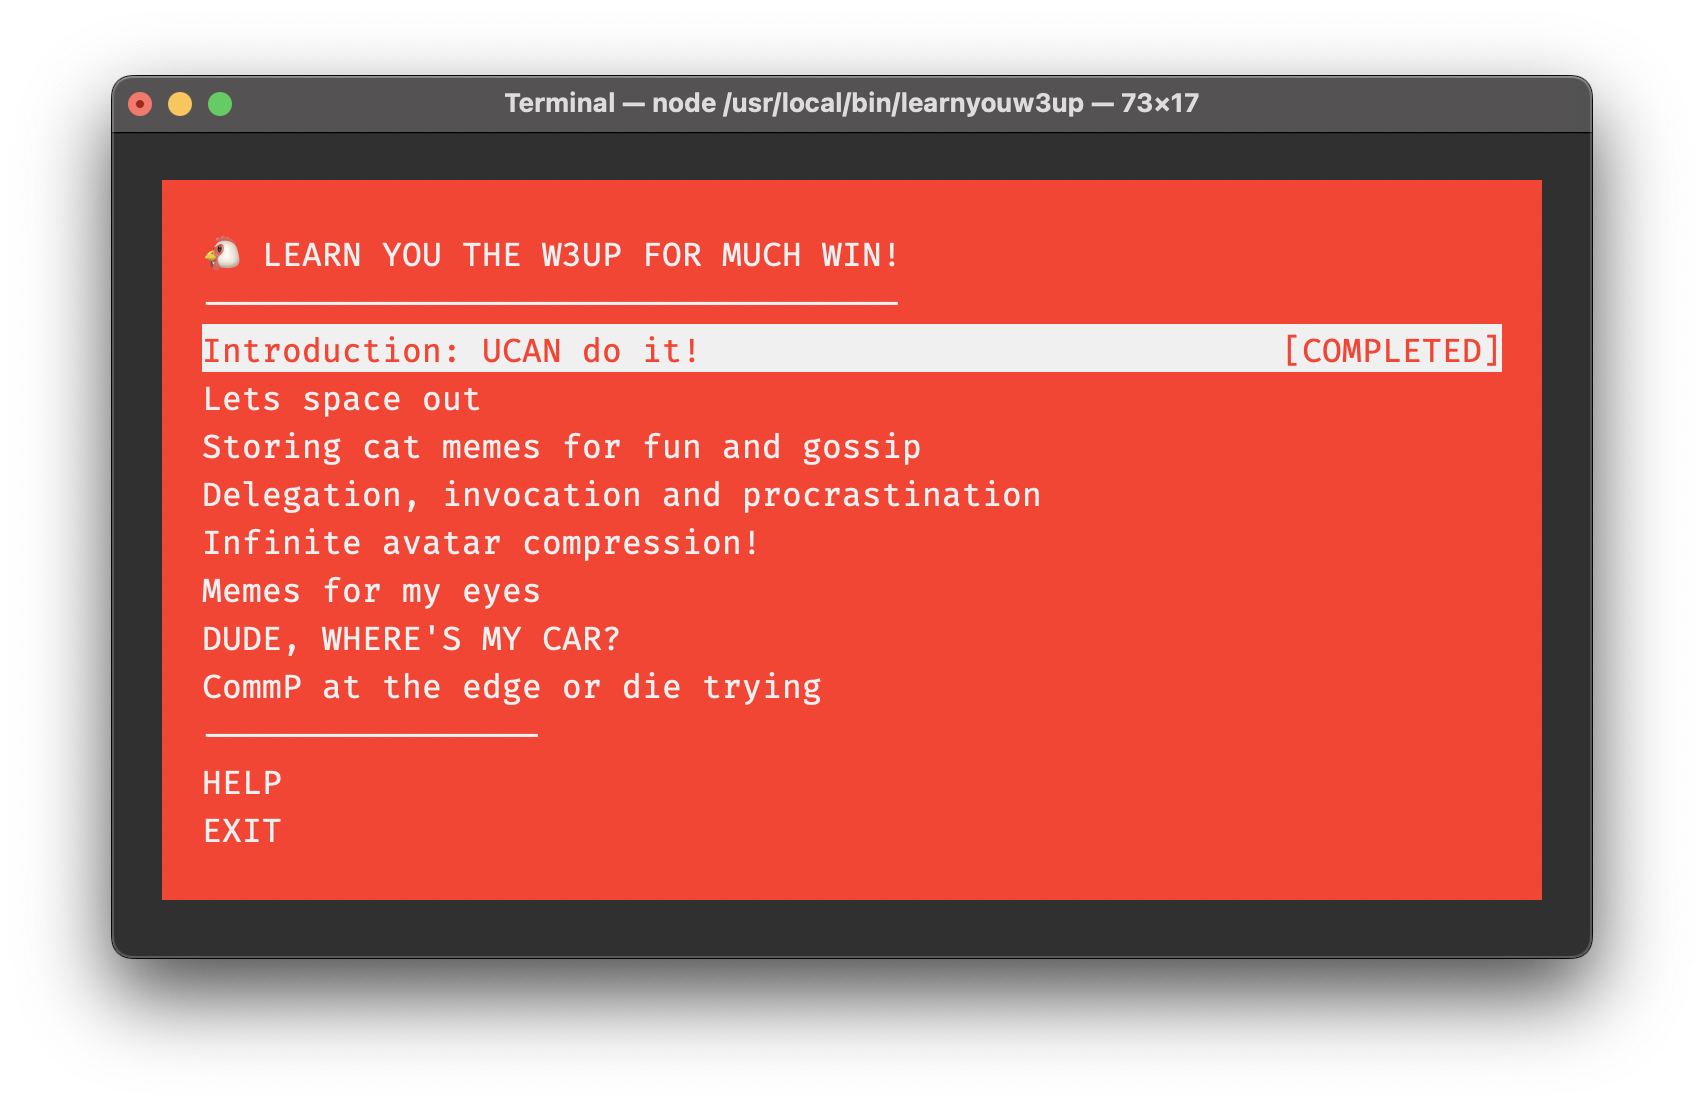 Terminal — node /usr/local/bin/learnyouw3up — 73×17
🐔 LEARN YOU THE W3UP FOR MUCH WIN!
Introduction: UCAN do it! [COMPLETED]
Lets space out
Storing cat memes for fun and gossip
Delegation, invocation and procrastination
Infinite avatar compression!
Memes for my eyes
DUDE, WHERE'S MY CAR?
CommP at the edge or die trying
HELP
EXIT